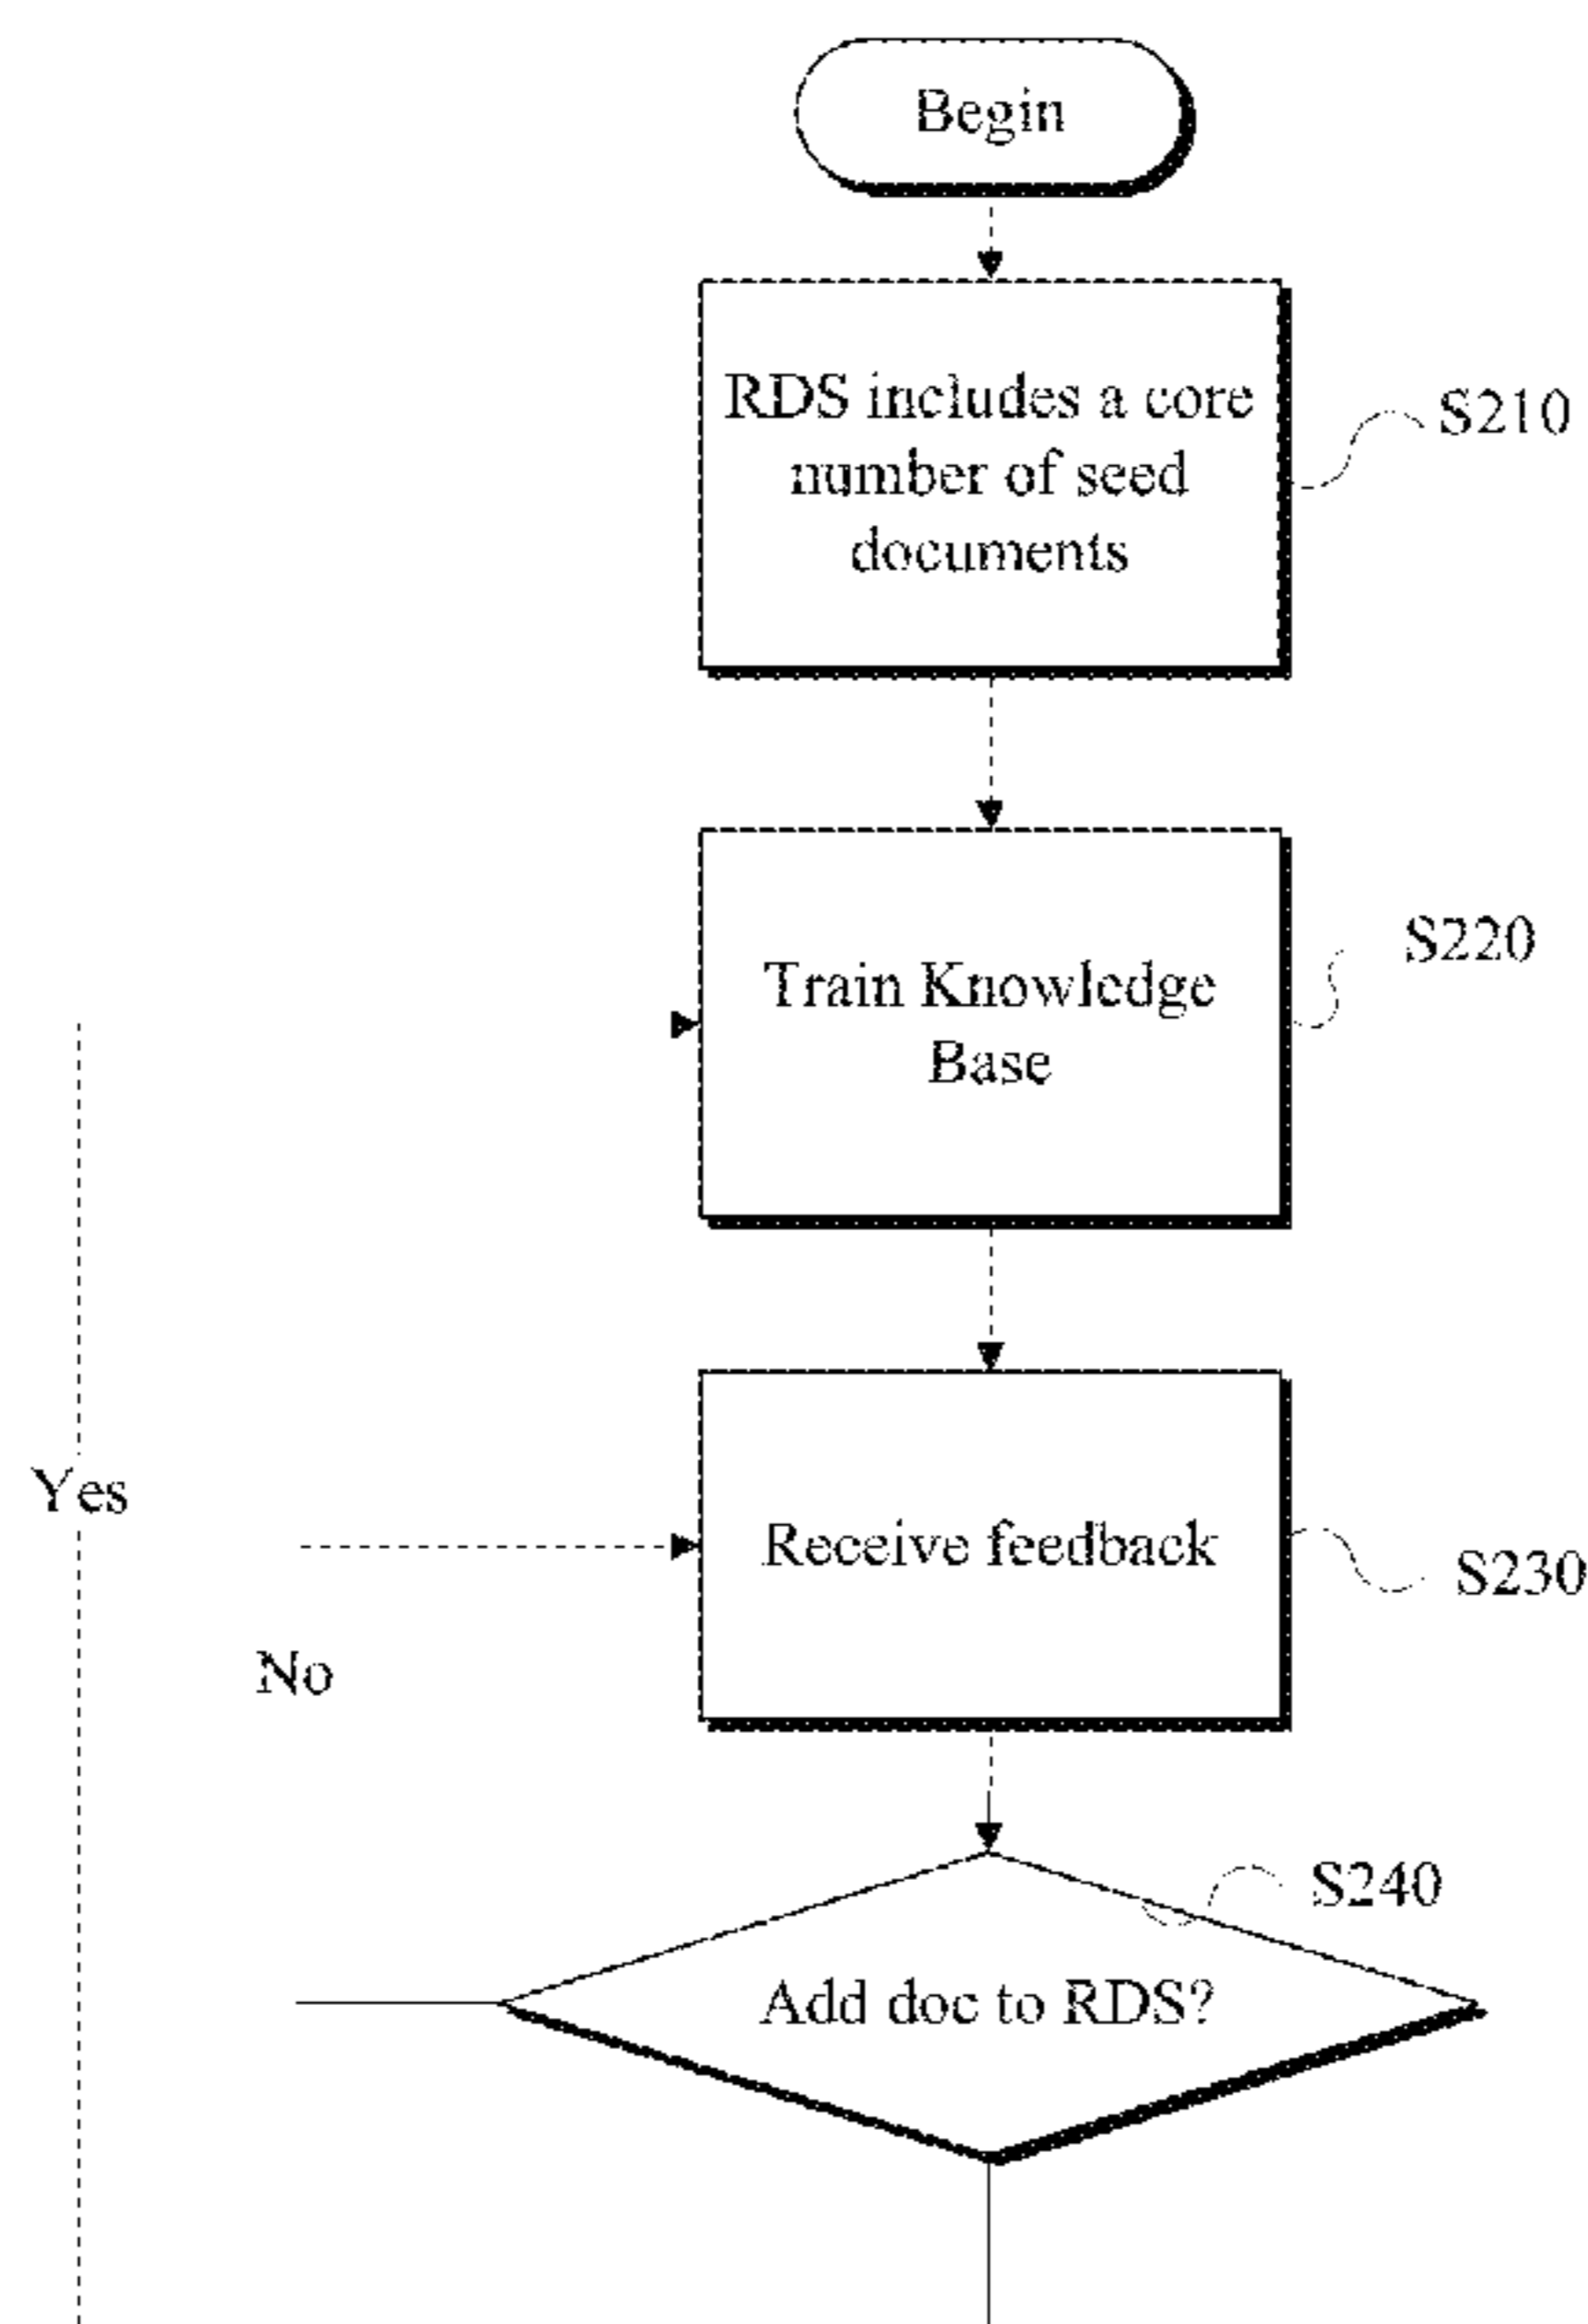 Begin
RDS includes a core
number of seed
documents
S210
Train Knowledge
Base
S220
Yes
Receive feedback
S230
No
S240
Add doc to RDS?